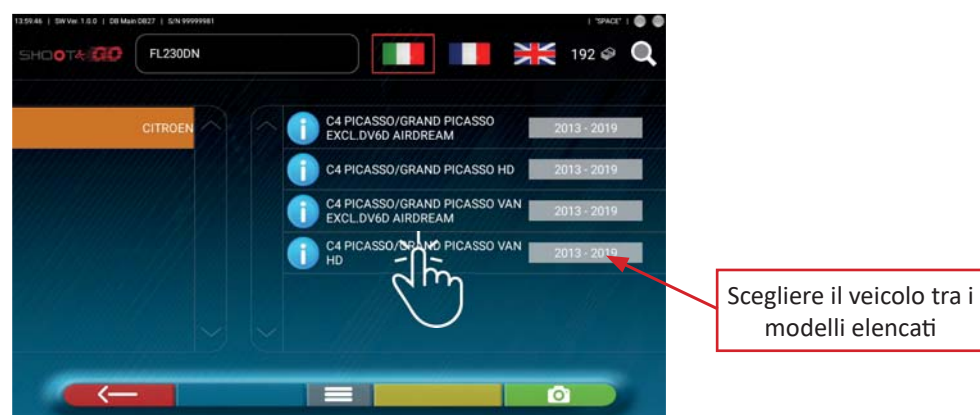 13:59:46 | SW Ver. 1.0.0 | DB Main DB27 | S/N 99999981
| "SPACE" |
SHOOT& GO
FL230DN
192
CITROEN
C4 PICASSO/GRAND PICASSO
EXCL.DV6D AIRDREAM
2013 - 2019
C4 PICASSO/GRAND PICASSO HD
2013 - 2019
C4 PICASSO/GRAND PICASSO VAN
EXCL.DV6D AIRDREAM
2013 - 2019
C4 PICASSO/GRAND PICASSO VAN
HD
2013 - 2019
Scegliere il veicolo tra i
modelli elencati